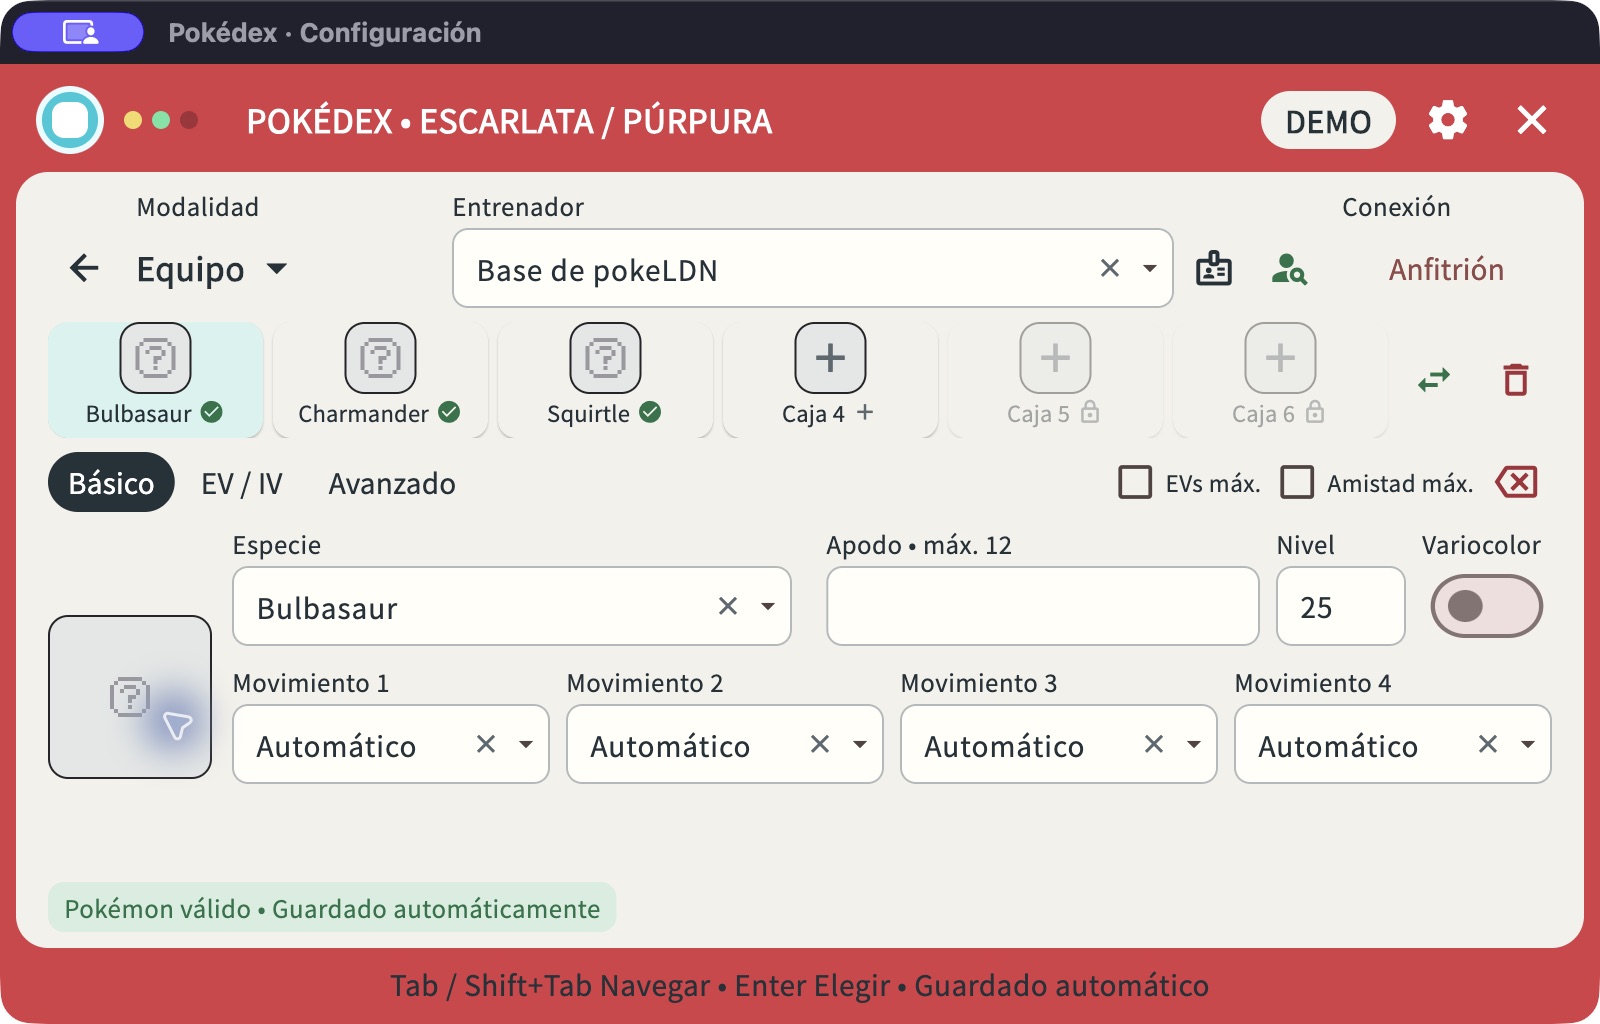 Pokédex · Configuración
POKÉDEX • ESCARLATA / PÚRPURA
DEMO
Modalidad
Equipo
Entrenador
Base de pokeLDN
Conexión
Anfitrión
Bulbasaur
Charmander
Squirtle
Caja 4 +
Caja 5
Caja 6
Básico
EV / IV
Avanzado
EVs máx.
Amistad máx.
Especie
Bulbasaur
Apodo • máx. 12
Nivel
25
Variocolor
Movimiento 1
Automático
Movimiento 2
Automático
Movimiento 3
Automático
Movimiento 4
Automático
Pokémon válido • Guardado automáticamente
Tab / Shift+Tab Navegar • Enter Elegir • Guardado automático